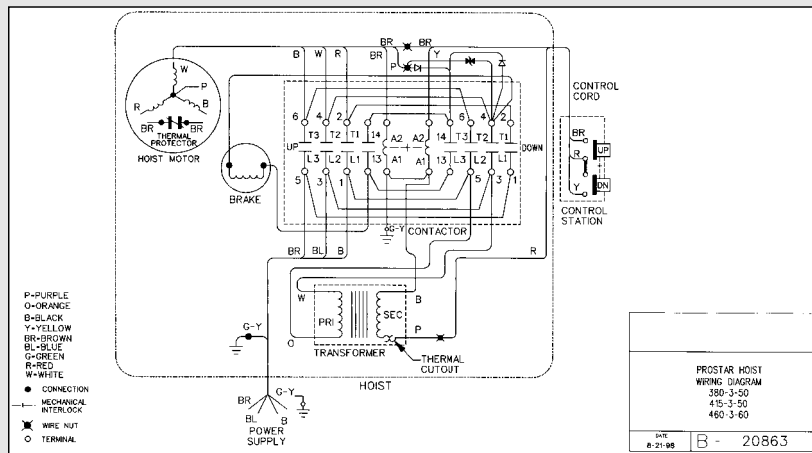 BR BR BR
B W R BR Y
P
W
P
R B
BR BR
THERMAL
PROTECTOR
HOIST MOTOR
CONTROL
CORD
6 4 2 6 4 2
T3 T2 T1 14 A2 A2 14 T3 T2 T1
UP DOWN
L3 L2 L1 13 A1 A1 13 L3 L2 L1
5 3 1 5 3 1
BR
R
Y
UP
DN
CONTROL
STATION
BRAKE
G-Y
CONTACTOR
BR BL B
R
W B
PRI SEC
P
O
TRANSFORMER
THERMAL
CUTOUT
HOIST
G-Y
BR G-Y
BL B
POWER
SUPPLY
P-PURPLE
O-ORANGE
B-BLACK
Y-YELLOW
BR-BROWN
BL-BLUE
G-GREEN
R-RED
W-WHITE
CONNECTION
MECHANICAL
INTERLOCK
WIRE NUT
TERMINAL
PROSTAR HOIST
WIRING DIAGRAM
380-3-50
415-3-50
460-3-60
DATE
8-21-98
B - 20863